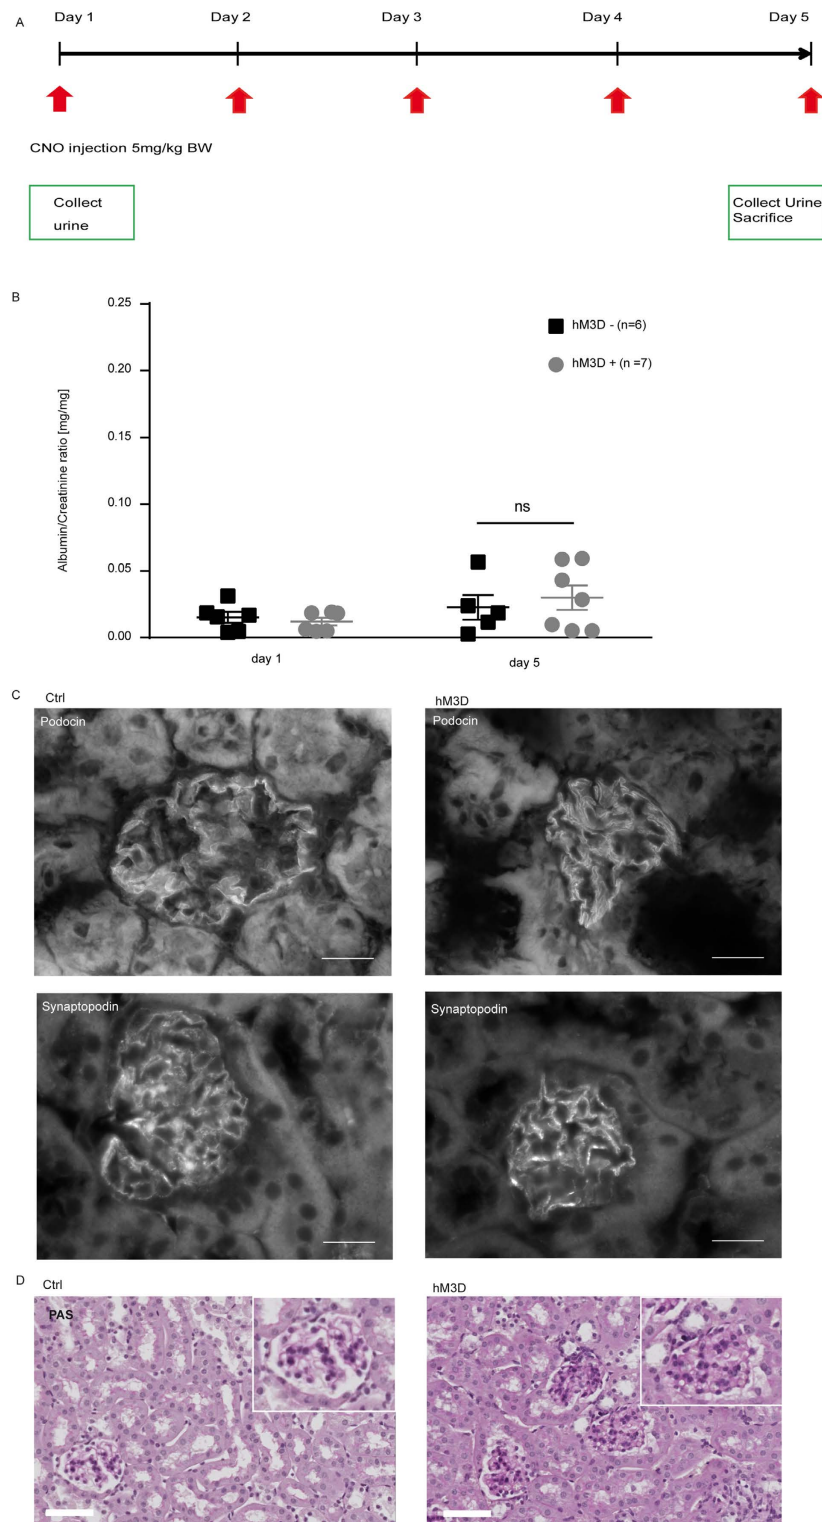 A
Day 1 Day 2 Day 3 Day 4 Day 5
CNO injection 5mg/kg BW
Collect
urine
Collect Urine
Sacrifice
B
Albumin/Creatinine ratio [mg/mg]
0.25
0.20
0.15
0.10
0.05
0.00
hM3D - (n=6)
hM3D + (n =7)
ns
day 1
day 5
C
Ctrl
Podocin
hM3D
Podocin
Synaptopodin
Synaptopodin
D
Ctrl
PAS
hM3D